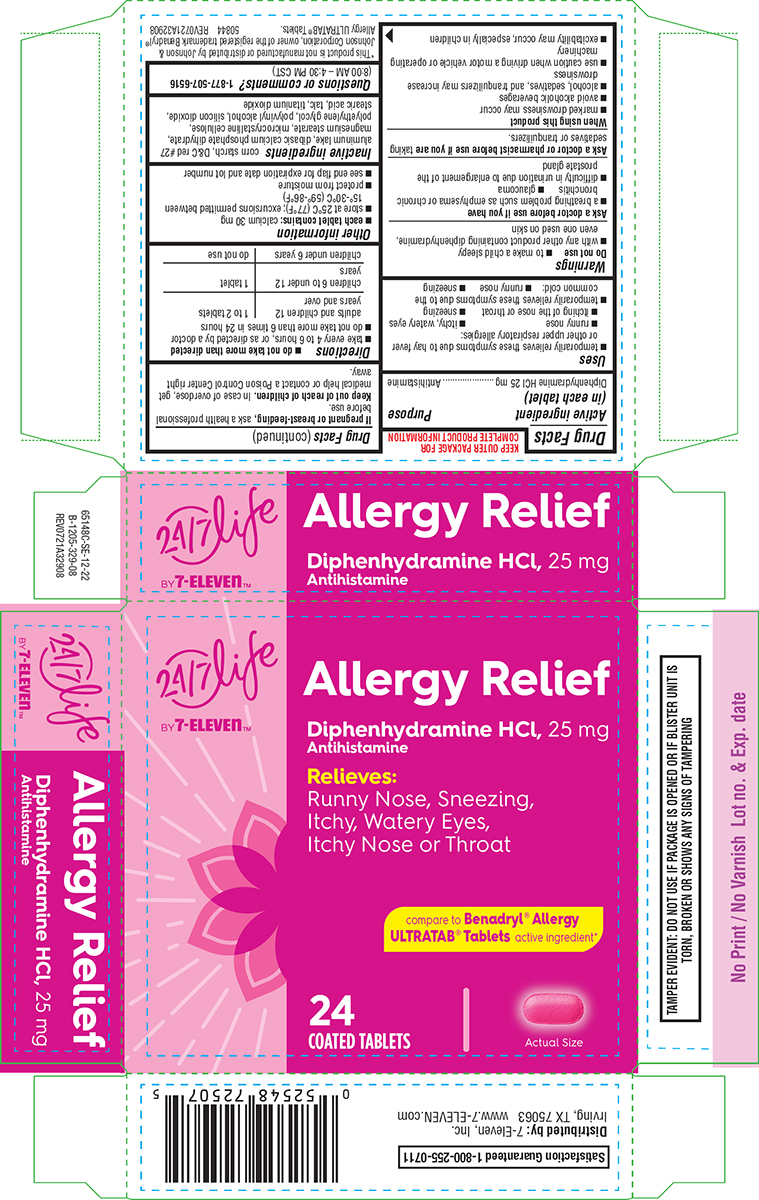 KEEP OUTER PACKAGE FOR
COMPLETE PRODUCT INFORMATION
Drug Facts
Active ingredient
(in each tablet)
Purpose
Diphenhydramine HCl 25 mg ..................... Antihistamine
Uses
■ temporarily relieves these symptoms due to hay fever
or other upper respiratory allergies:
■ runny nose ■ itchy, watery eyes
■ itching of the nose or throat ■ sneezing
■ temporarily relieves these symptoms due to the
common cold: ■ runny nose ■ sneezing
Warnings
Do not use ■ to make a child sleepy
■ with any other product containing diphenhydramine,
even one used on skin
Ask a doctor before use if you have
■ a breathing problem such as emphysema or chronic
bronchitis ■ glaucoma
■ difficulty in urination due to enlargement of the
prostate gland
Ask a doctor or pharmacist before use if you are taking
sedatives or tranquilizers.
When using this product
■ marked drowsiness may occur
■ avoid alcoholic beverages
■ alcohol, sedatives, and tranquilizers may increase
drowsiness
■ use caution when driving a motor vehicle or operating
machinery
■ excitability may occur, especially in children
Drug Facts (continued)
If pregnant or breast-feeding, ask a health professional
before use.
Keep out of reach of children. In case of overdose, get
medical help or contact a Poison Control Center right
away.
Directions ■ do not take more than directed
■ take every 4 to 6 hours, or as directed by a doctor
■ do not take more than 6 times in 24 hours
adults and children 12
years and over
1 to 2 tablets
children 6 to under 12
years
1 tablet
children under 6 years
do not use
Other information
■ each tablet contains: calcium 30 mg
■ store at 25°C (77°F); excursions permitted between
15°-30°C (59°-86°F)
■ protect from moisture
■ see end flap for expiration date and lot number
Inactive ingredients corn starch, D&C red #27
aluminum lake, dibasic calcium phosphate dihydrate,
magnesium stearate, microcrystalline cellulose,
polyethylene glycol, polyvinyl alcohol, silicon dioxide,
stearic acid, talc, titanium dioxide
Questions or comments? 1-877-507-6516
(8:00 AM – 4:30 PM CST)
*This product is not manufactured or distributed by Johnson &
Johnson Corporation, owner of the registered trademark Benadryl®
Allergy ULTRATAB® Tablets. 50844 REV0721A32908
65148C-SE-12-22
B-1205-329-08
REV0721A32908
24/7 life
BY 7-ELEVEN™
Allergy Relief
Diphenhydramine HCl, 25 mg
Antihistamine
24/7 life
BY 7-ELEVEN™
Allergy Relief
Diphenhydramine HCl, 25 mg
Antihistamine
Relieves:
Runny Nose, Sneezing,
Itchy, Watery Eyes,
Itchy Nose or Throat
compare to Benadryl® Allergy
ULTRATAB® Tablets active ingredient*
24
COATED TABLETS
Actual Size
24/7 life
BY 7-ELEVEN™
Allergy Relief
Diphenhydramine HCl, 25 mg
Antihistamine
TAMPER EVIDENT: DO NOT USE IF PACKAGE IS OPENED OR IF BLISTER UNIT IS
TORN, BROKEN OR SHOWS ANY SIGNS OF TAMPERING
No Print / No Varnish Lot no. & Exp. date
Satisfaction Guaranteed 1-800-255-0711
Distributed by: 7-Eleven, Inc.
Irving, TX 75063 www.7-ELEVEN.com
0 52548 72507 5